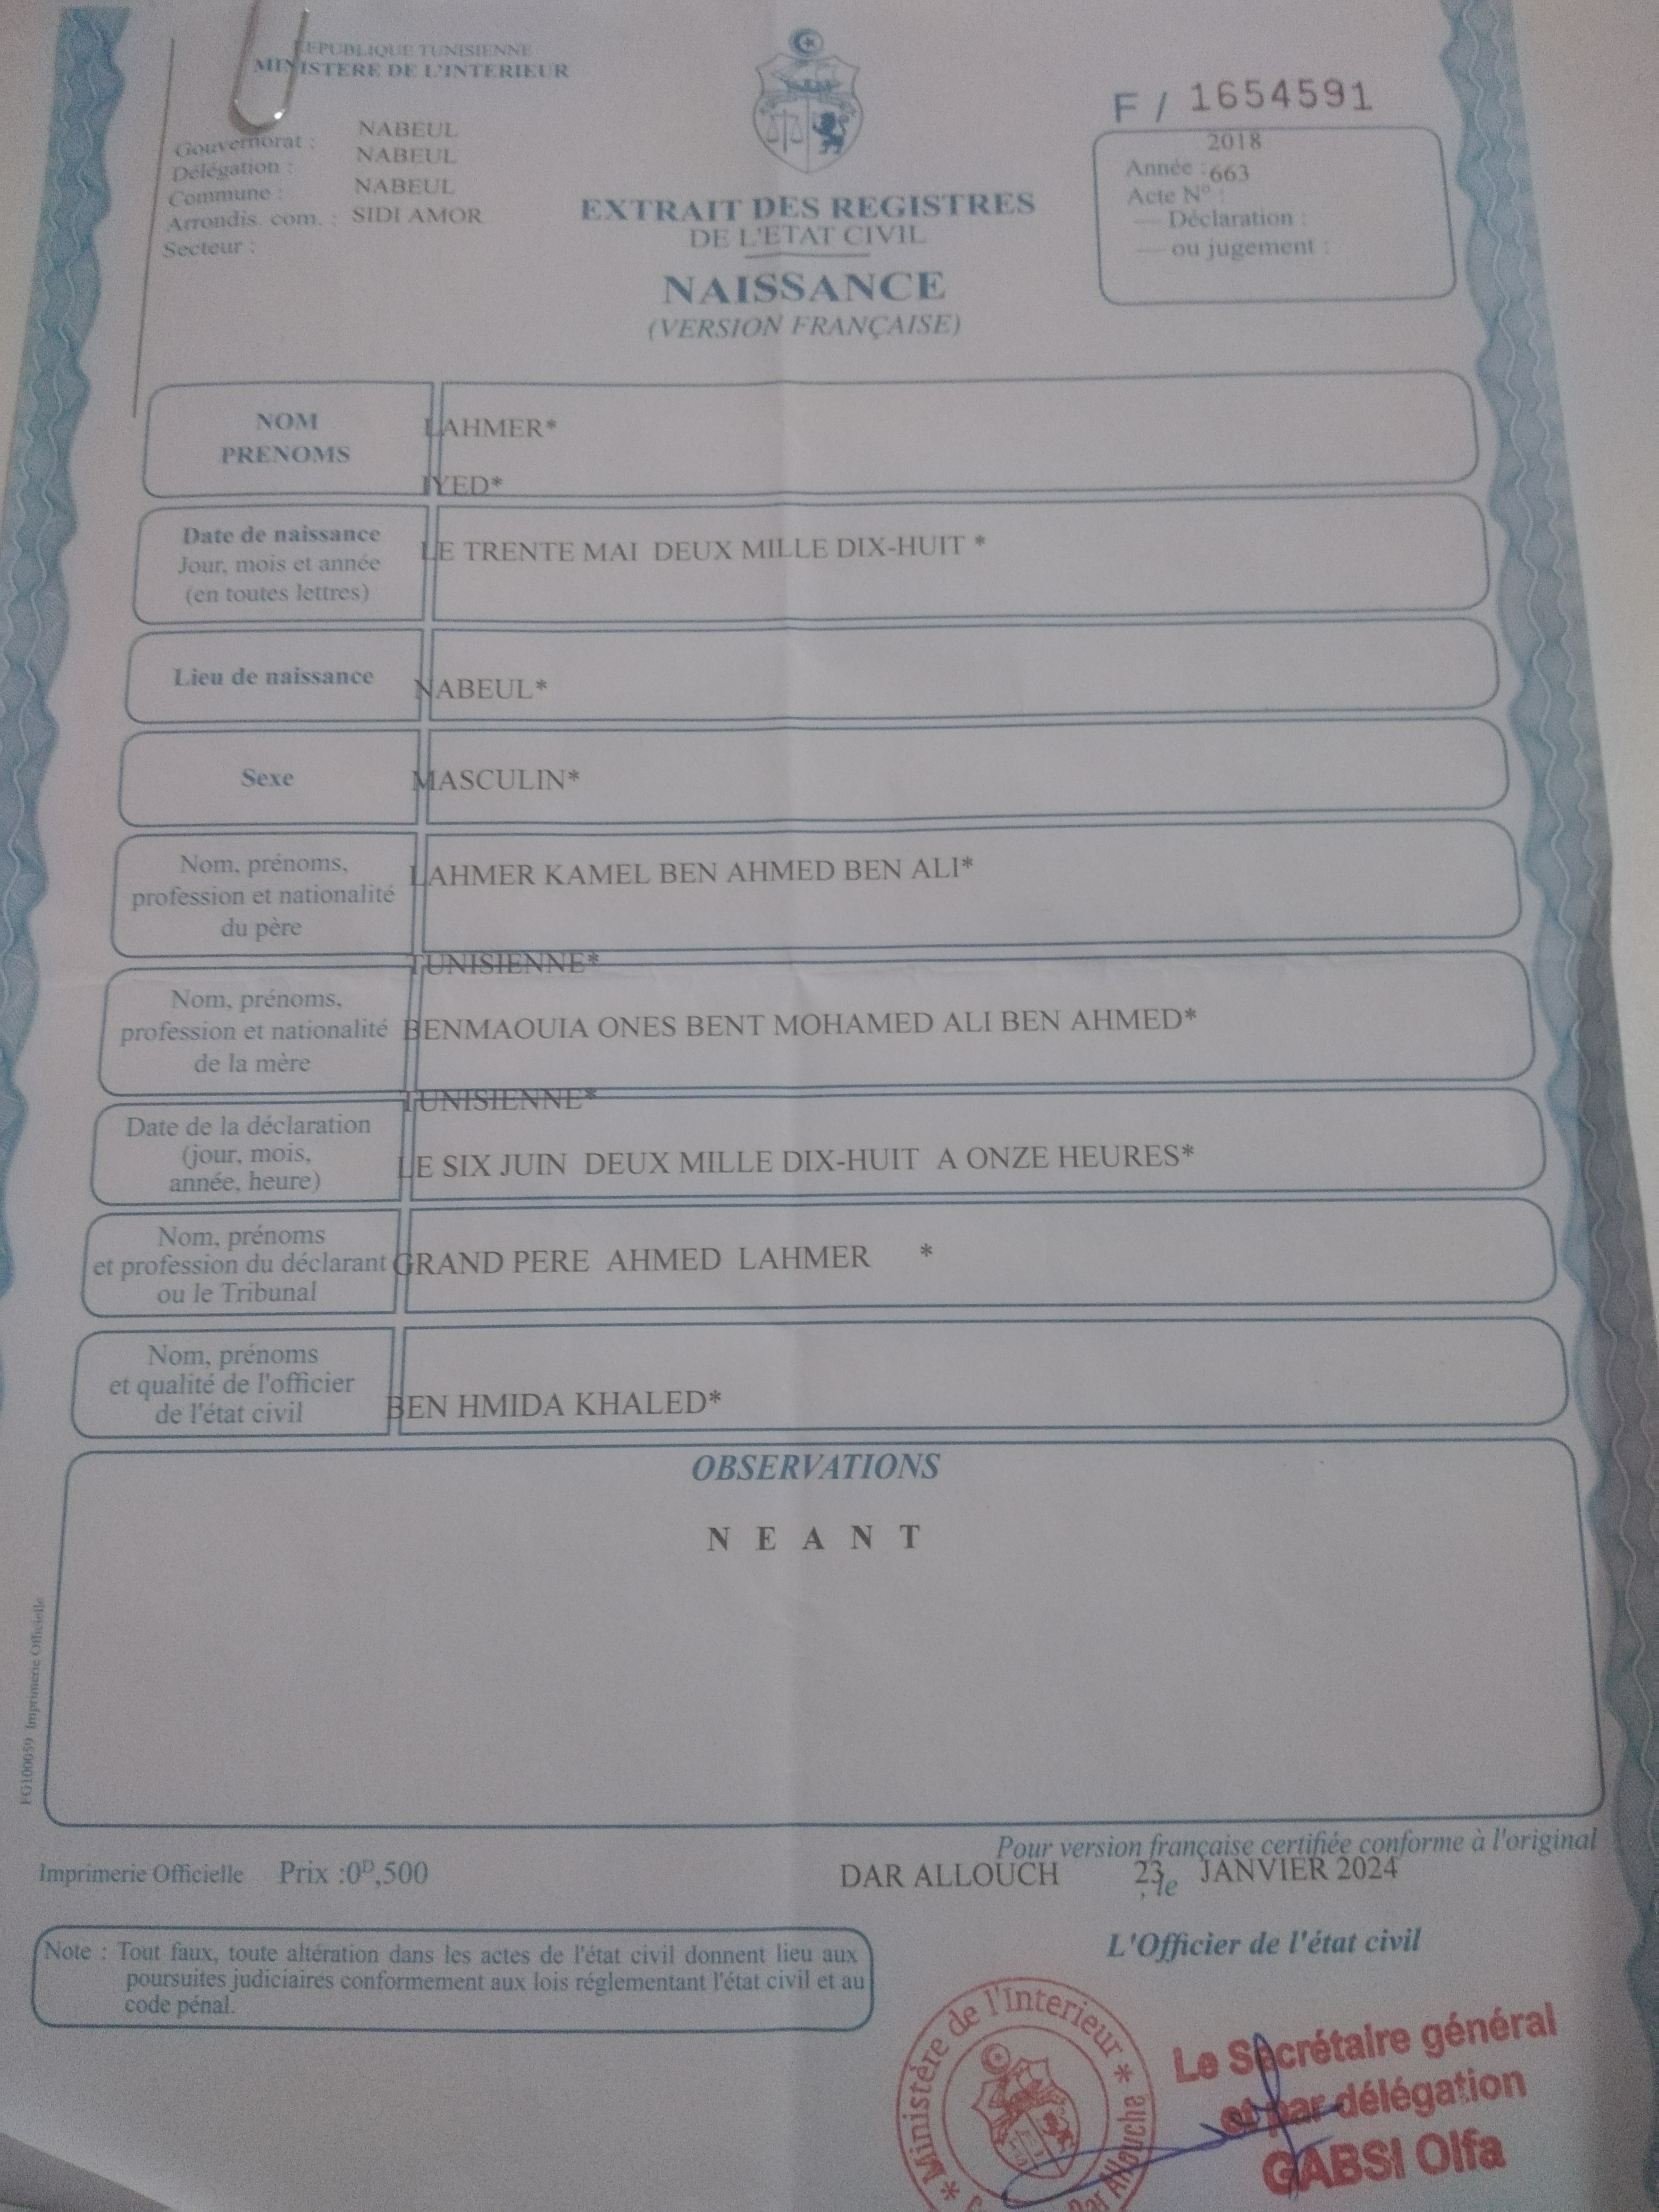 REPUBLIQUE TUNISIENNE
MINISTERE DE L'INTERIEUR
Gouvernorat : NABEUL
Délégation : NABEUL
Commune : NABEUL
Arrondis. com. : SIDI AMOR
Secteur :
EXTRAIT DES REGISTRES
DE L'ETAT CIVIL
NAISSANCE
(VERSION FRANÇAISE)
F / 1654591
2018
Année : 663
Acte N° :
— Déclaration :
— ou jugement :
NOM
PRENOMS
LAHMER*
IYED*
Date de naissance
Jour, mois et année
(en toutes lettres)
LE TRENTE MAI DEUX MILLE DIX-HUIT *
Lieu de naissance
NABEUL*
Sexe
MASCULIN*
Nom, prénoms,
profession et nationalité
du père
LAHMER KAMEL BEN AHMED BEN ALI*
TUNISIENNE*
Nom, prénoms,
profession et nationalité
de la mère
BENMAOUIA ONES BENT MOHAMED ALI BEN AHMED*
TUNISIENNE*
Date de la déclaration
(jour, mois,
année, heure)
LE SIX JUIN DEUX MILLE DIX-HUIT A ONZE HEURES*
Nom, prénoms
et profession du déclarant
ou le Tribunal
GRAND PERE AHMED LAHMER *
Nom, prénoms
et qualité de l'officier
de l'état civil
BEN HMIDA KHALED*
OBSERVATIONS
N E A N T
Imprimerie Officielle
Pour version française certifiée conforme à l'original
Imprimerie Officielle Prix :0D,500
DAR ALLOUCH 23 JANVIER 2024
, le
L'Officier de l'état civil
Note : Tout faux, toute altération dans les actes de l'état civil donnent lieu aux
poursuites judiciaires conformement aux lois réglementant l'état civil et au
code pénal.
* Ministère de l'Interieur *
Dar Allouche
Le Secrétaire général
et par délégation
GABSI Olfa